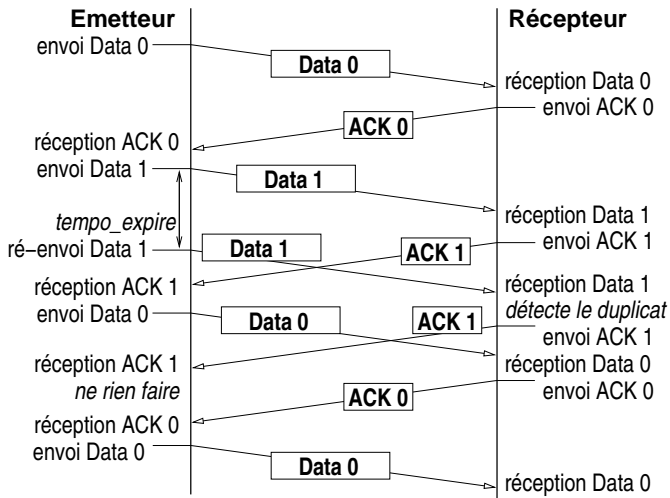 Emetteur
Récepteur
envoi Data 0
Data 0
réception Data 0
envoi ACK 0
ACK 0
réception ACK 0
envoi Data 1
Data 1
réception Data 1
tempo_expire
envoi ACK 1
ré−envoi Data 1
Data 1
ACK 1
réception ACK 1
réception Data 1
détecte le duplicat
envoi Data 0
Data 0
ACK 1
envoi ACK 1
réception ACK 1
réception Data 0
ne rien faire
envoi ACK 0
ACK 0
réception ACK 0
envoi Data 0
Data 0
réception Data 0